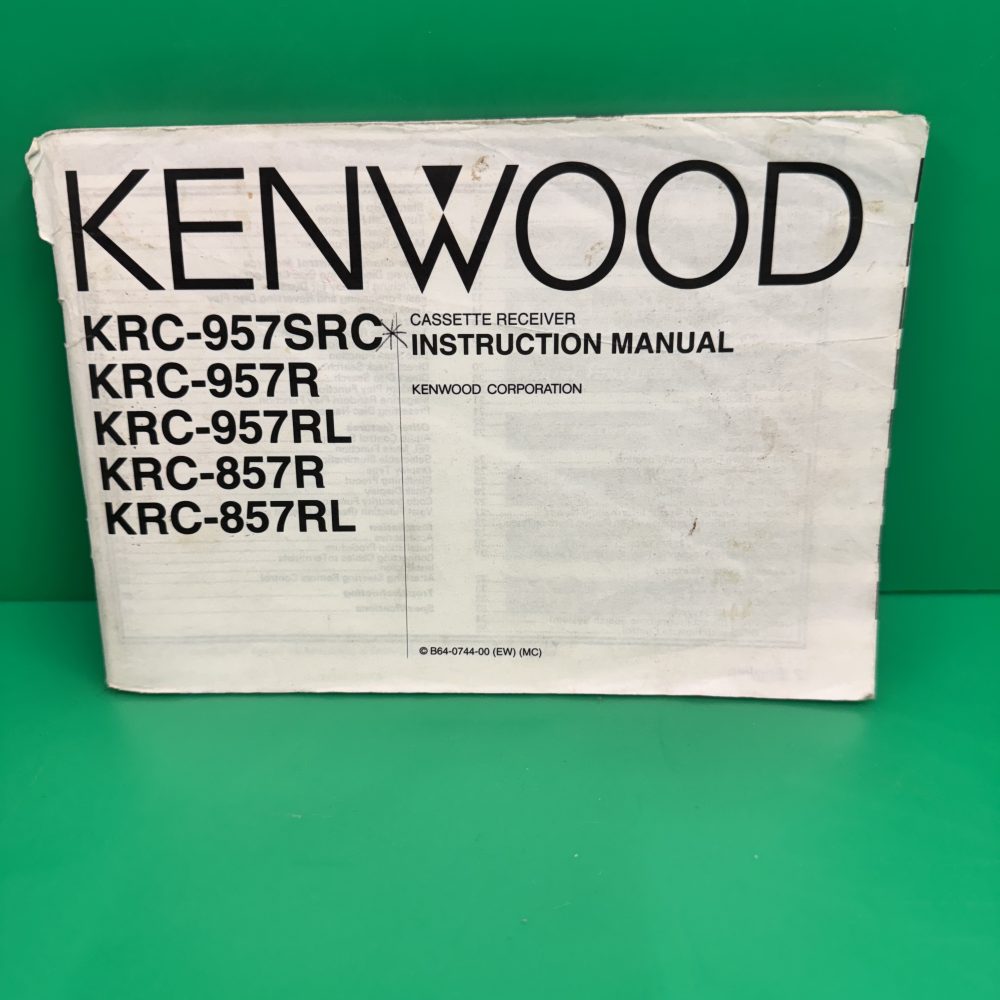 KENWOOD
KRC-957SRC
KRC-957R
KRC-957RL
KRC-857R
KRC-857RL
CASSETTE RECEIVER
INSTRUCTION MANUAL
KENWOOD CORPORATION
© B64-0744-00 (EW) (MC)